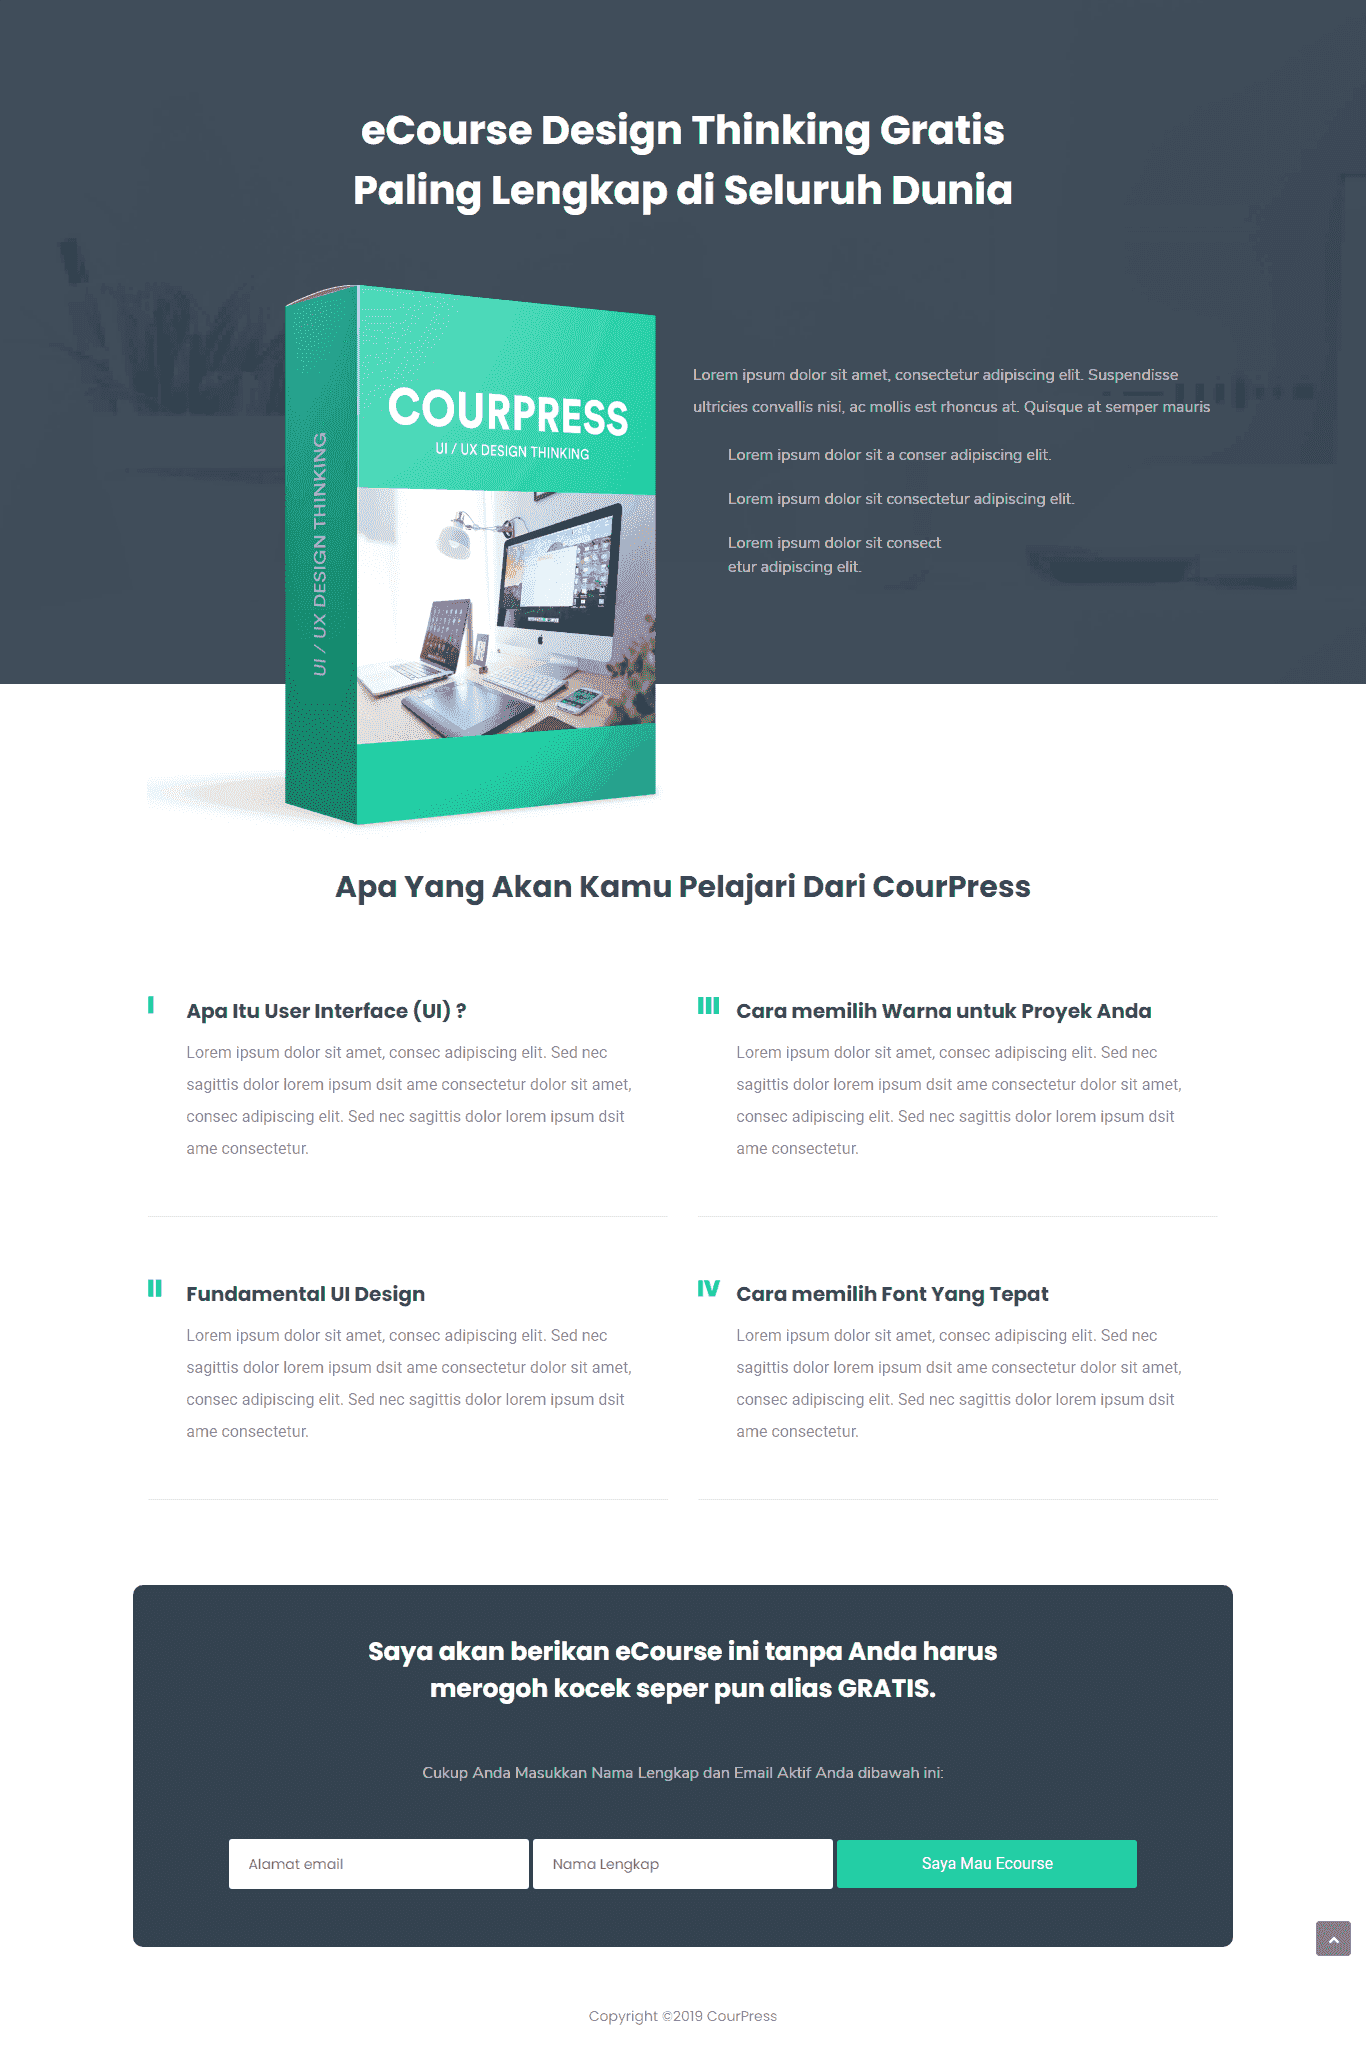 eCourse Design Thinking Gratis
Paling Lengkap di Seluruh Dunia
COURPRESS
UI / UX DESIGN THINKING
UI / UX DESIGN THINKING
Lorem ipsum dolor sit amet, consectetur adipiscing elit. Suspendisse
ultricies convallis nisi, ac mollis est rhoncus at. Quisque at semper mauris
Lorem ipsum dolor sit a conser adipiscing elit.
Lorem ipsum dolor sit consectetur adipiscing elit.
Lorem ipsum dolor sit consect
etur adipiscing elit.
Apa Yang Akan Kamu Pelajari Dari CourPress
I
Apa Itu User Interface (UI) ?
Lorem ipsum dolor sit amet, consec adipiscing elit. Sed nec
sagittis dolor lorem ipsum dsit ame consectetur dolor sit amet,
consec adipiscing elit. Sed nec sagittis dolor lorem ipsum dsit
ame consectetur.
III
Cara memilih Warna untuk Proyek Anda
Lorem ipsum dolor sit amet, consec adipiscing elit. Sed nec
sagittis dolor lorem ipsum dsit ame consectetur dolor sit amet,
consec adipiscing elit. Sed nec sagittis dolor lorem ipsum dsit
ame consectetur.
II
Fundamental UI Design
Lorem ipsum dolor sit amet, consec adipiscing elit. Sed nec
sagittis dolor lorem ipsum dsit ame consectetur dolor sit amet,
consec adipiscing elit. Sed nec sagittis dolor lorem ipsum dsit
ame consectetur.
IV
Cara memilih Font Yang Tepat
Lorem ipsum dolor sit amet, consec adipiscing elit. Sed nec
sagittis dolor lorem ipsum dsit ame consectetur dolor sit amet,
consec adipiscing elit. Sed nec sagittis dolor lorem ipsum dsit
ame consectetur.
Saya akan berikan eCourse ini tanpa Anda harus
merogoh kocek seper pun alias GRATIS.
Cukup Anda Masukkan Nama Lengkap dan Email Aktif Anda dibawah ini:
Alamat email
Nama Lengkap
Saya Mau Ecourse
Copyright ©2019 CourPress